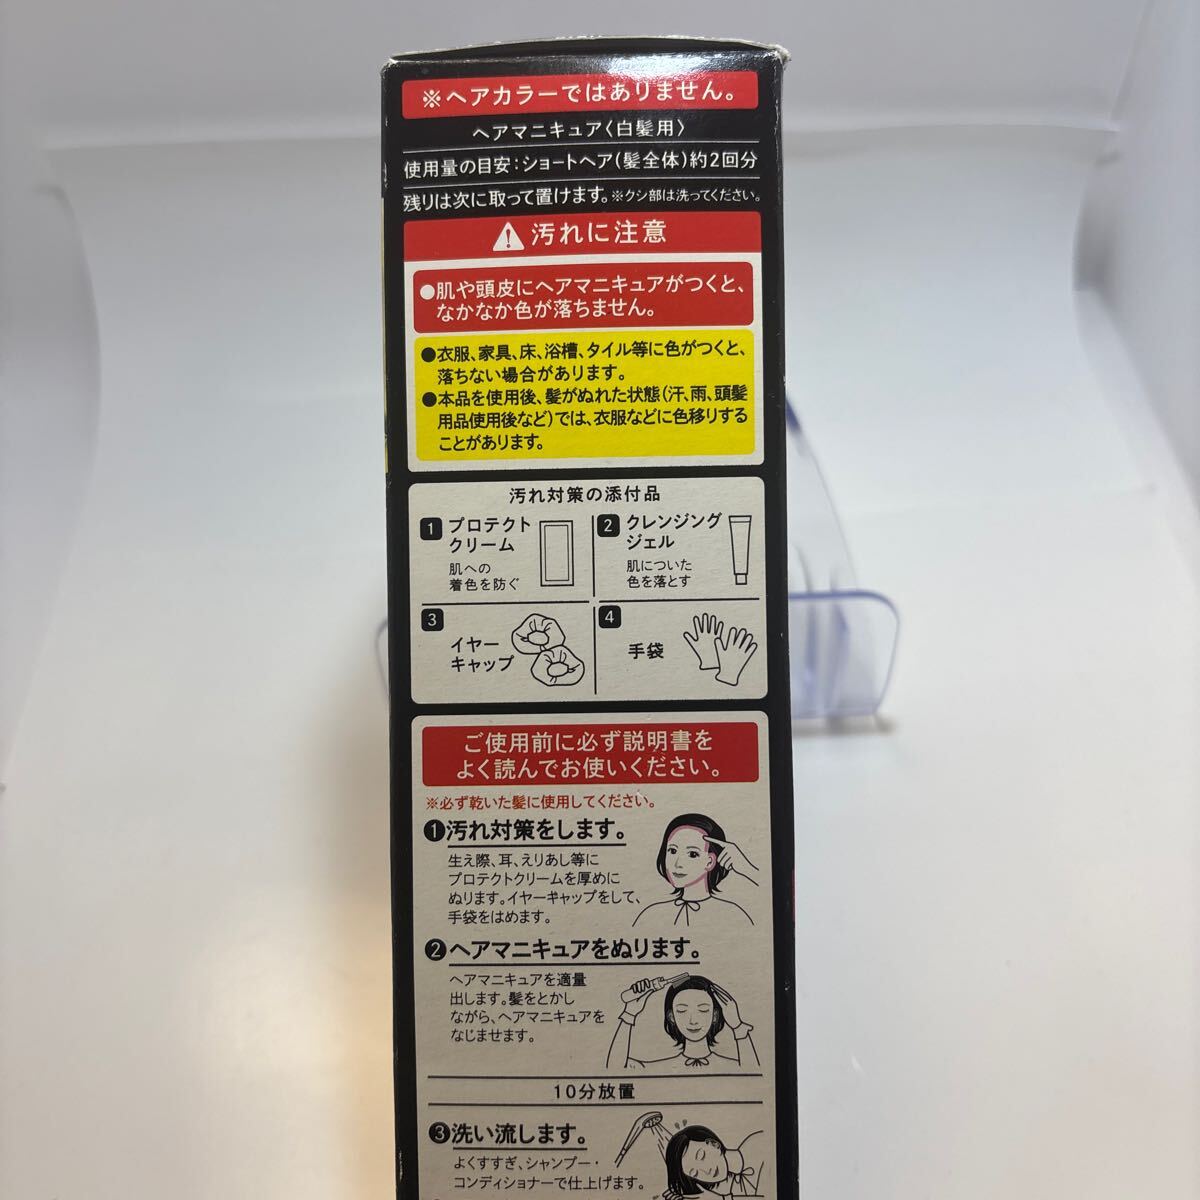 ※ヘアカラーではありません。
ヘアマニキュア〈白髪用〉
使用量の目安：ショートヘア(髪全体)約2回分
残りは次に取って置けます。※クシ部は洗ってください。
汚れに注意
●肌や頭皮にヘアマニキュアがつくと、
なかなか色が落ちません。
●衣服、家具、床、浴槽、タイル等に色がつくと、
落ちない場合があります。
●本品を使用後、髪がぬれた状態(汗、雨、頭髪
用品使用後など)では、衣服などに色移りする
ことがあります。
汚れ対策の添付品
1 プロテクト
クリーム
肌への
着色を防ぐ
2 クレンジング
ジェル
肌についた
色を落とす
3 イヤー
キャップ
4 手袋
ご使用前に必ず説明書を
よく読んでお使いください。
※必ず乾いた髪に使用してください。
❶汚れ対策をします。
生え際、耳、えりあし等に
プロテクトクリームを厚めに
ぬります。イヤーキャップをして、
手袋をはめます。
❷ヘアマニキュアをぬります。
ヘアマニキュアを適量
出します。髪をとかし
ながら、ヘアマニキュアを
なじませます。
10分放置
❸洗い流します。
よくすすぎ、シャンプー・
コンディショナーで仕上げます。